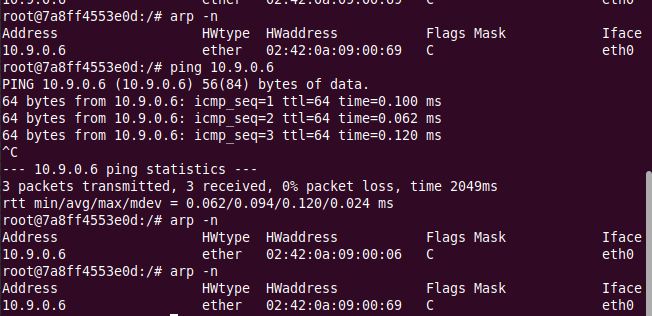 10.9.0.6 ether 02:42:0a:09:00:69 C eth0
root@7a8ff4553e0d:/# arp -n
Address HWtype HWaddress Flags Mask Iface
10.9.0.6 ether 02:42:0a:09:00:69 C eth0
root@7a8ff4553e0d:/# ping 10.9.0.6
PING 10.9.0.6 (10.9.0.6) 56(84) bytes of data.
64 bytes from 10.9.0.6: icmp_seq=1 ttl=64 time=0.100 ms
64 bytes from 10.9.0.6: icmp_seq=2 ttl=64 time=0.062 ms
64 bytes from 10.9.0.6: icmp_seq=3 ttl=64 time=0.120 ms
^C
--- 10.9.0.6 ping statistics ---
3 packets transmitted, 3 received, 0% packet loss, time 2049ms
rtt min/avg/max/mdev = 0.062/0.094/0.120/0.024 ms
root@7a8ff4553e0d:/# arp -n
Address HWtype HWaddress Flags Mask Iface
10.9.0.6 ether 02:42:0a:09:00:06 C eth0
root@7a8ff4553e0d:/# arp -n
Address HWtype HWaddress Flags Mask Iface
10.9.0.6 ether 02:42:0a:09:00:69 C eth0